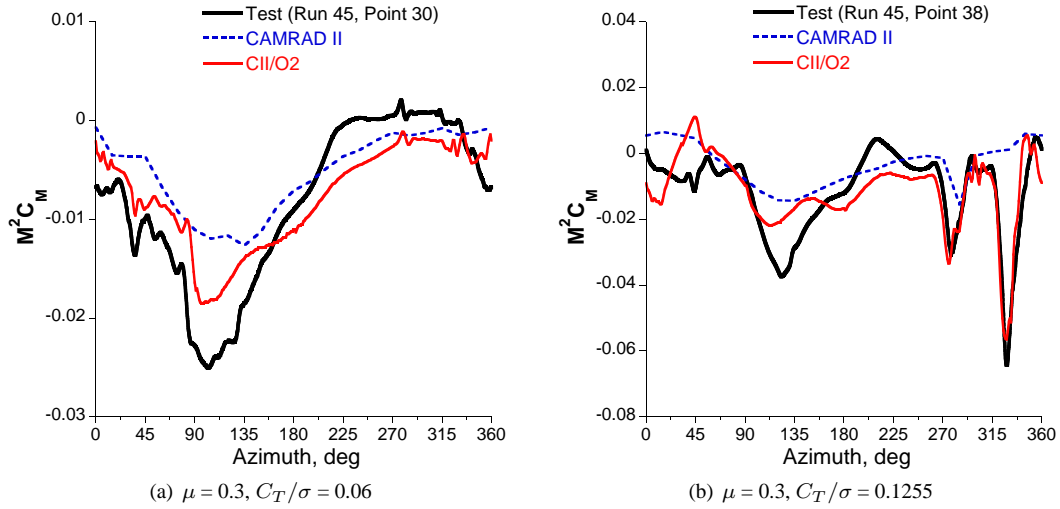 Test (Run 45, Point 30)
CAMRAD II
CII/O2
0.01
0
-0.01
-0.02
-0.03
M²C_M
0 45 90 135 180 225 270 315 360
Azimuth, deg
(a) μ = 0.3, C_T/σ = 0.06
Test (Run 45, Point 38)
CAMRAD II
CII/O2
0.04
0.02
0
-0.02
-0.04
-0.06
-0.08
M²C_M
0 45 90 135 180 225 270 315 360
Azimuth, deg
(b) μ = 0.3, C_T/σ = 0.1255